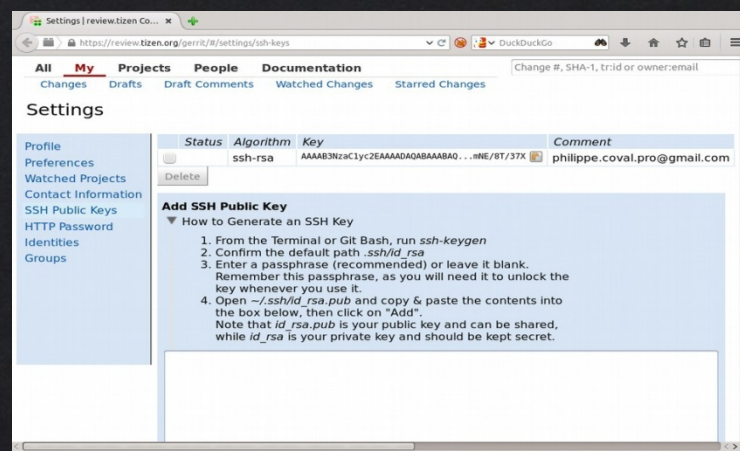 Settings | review.tizen Co...
https://review.tizen.org/gerrit/#/settings/ssh-keys
DuckDuckGo
All My Projects People Documentation
Change #, SHA-1, tr:id or owner:email
Changes Drafts Draft Comments Watched Changes Starred Changes
Settings
Profile
Preferences
Watched Projects
Contact Information
SSH Public Keys
HTTP Password
Identities
Groups
Status Algorithm Key Comment
ssh-rsa AAAAB3NzaC1yc2EAAAADAQABAAABAQ...mNE/8T/37X philippe.coval.pro@gmail.com
Delete
Add SSH Public Key
How to Generate an SSH Key
1. From the Terminal or Git Bash, run ssh-keygen
2. Confirm the default path .ssh/id_rsa
3. Enter a passphrase (recommended) or leave it blank.
Remember this passphrase, as you will need it to unlock the
key whenever you use it.
4. Open ~/.ssh/id_rsa.pub and copy & paste the contents into
the box below, then click on "Add".
Note that id_rsa.pub is your public key and can be shared,
while id_rsa is your private key and should be kept secret.